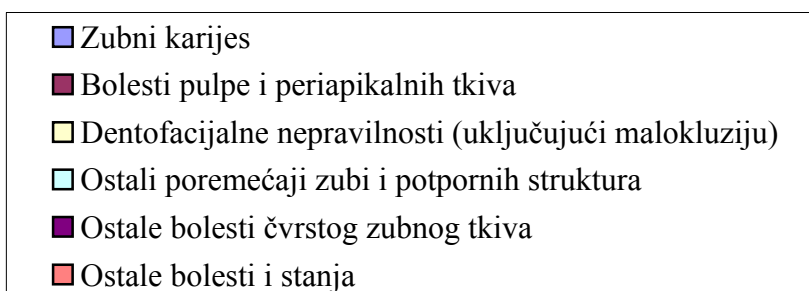 Zubni karijes
Bolesti pulpe i periapikalnih tkiva
Dentofacijalne nepravilnosti (uključujući malokluziju)
Ostali poremećaji zubi i potpornih struktura
Ostale bolesti čvrstog zubnog tkiva
Ostale bolesti i stanja